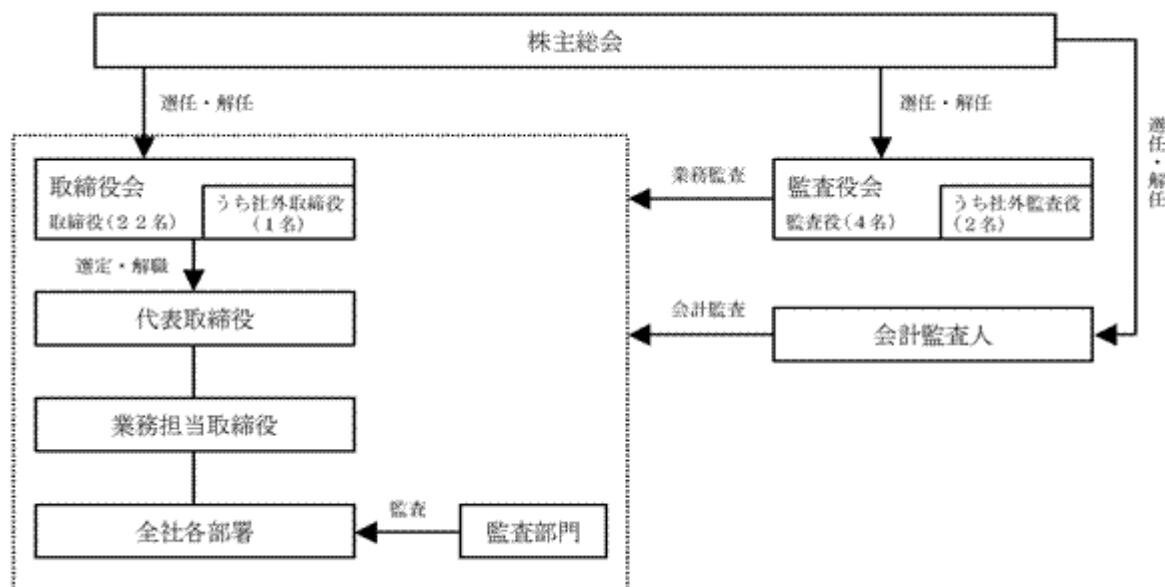 株主総会
選任・解任
選任・解任
選任・解任
取締役会
取締役(22名)
うち社外取締役
(1名)
業務監査
監査役会
監査役(4名)
うち社外監査役
(2名)
選定・解職
代表取締役
会計監査
会計監査人
業務担当取締役
全社各部署
監査
監査部門